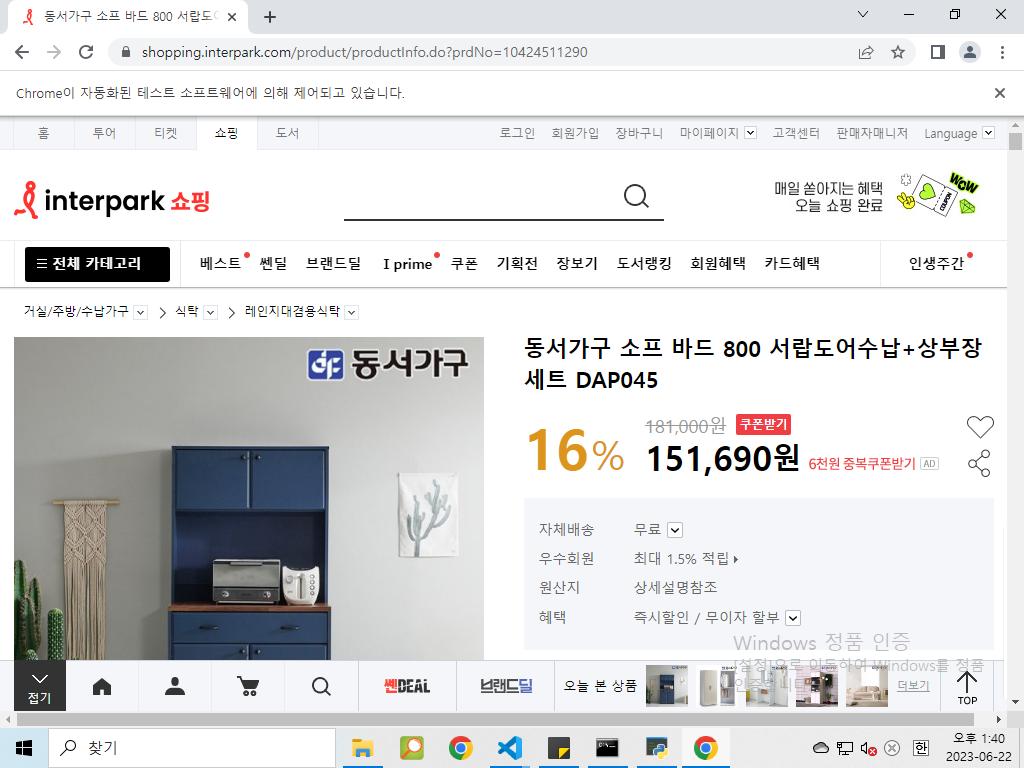 동서가구 소프 바드 800 서랍도어
shopping.interpark.com/product/productInfo.do?prdNo=10424511290
Chrome이 자동화된 테스트 소프트웨어에 의해 제어되고 있습니다.
홈 투어 티켓 쇼핑 도서 로그인 회원가입 장바구니 마이페이지 고객센터 판매자매니저 Language
interpark 쇼핑
매일 쏟아지는 혜택
오늘 쇼핑 완료
WOW
COUPON
전체 카테고리 베스트 쎈딜 브랜드딜 I prime 쿠폰 기획전 장보기 도서랭킹 회원혜택 카드혜택 인생주간
거실/주방/수납가구 식탁 레인지대겸용식탁
동서가구
동서가구 소프 바드 800 서랍도어수납+상부장
세트 DAP045
16%
181,000원 쿠폰받기
151,690원 6천원 중복쿠폰받기 AD
자체배송 무료
우수회원 최대 1.5% 적립
원산지 상세설명참조
혜택 즉시할인 / 무이자 할부
Windows 정품 인증
[설정]으로 이동하여 Windows를 정품
인증합니다.
접기
쎈DEAL 브랜드딜 오늘 본 상품 더보기 TOP
찾기
한
오후 1:40
2023-06-22